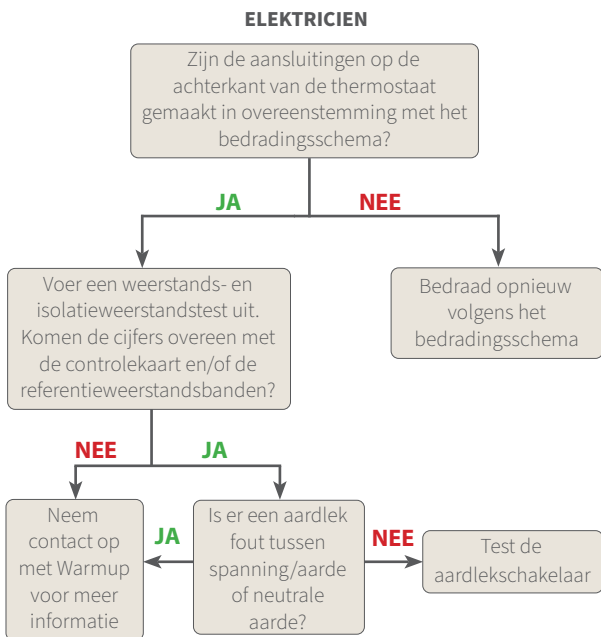 ELEKTRICIEN
Zijn de aansluitingen op de
achterkant van de thermostaat
gemaakt in overeenstemming met het
bedradingsschema?
JA
NEE
Voer een weerstands- en
isolatieweerstandstest uit.
Komen de cijfers overeen met
de controlekaart en/of de
referentieweerstandsbanden?
Bedraad opnieuw
volgens het
bedradingsschema
NEE
JA
Neem
contact op
met Warmup
voor meer
informatie
JA
Is er een aardlek
fout tussen
spanning/aarde
of neutrale
aarde?
NEE
Test de
aardlekschakelaar